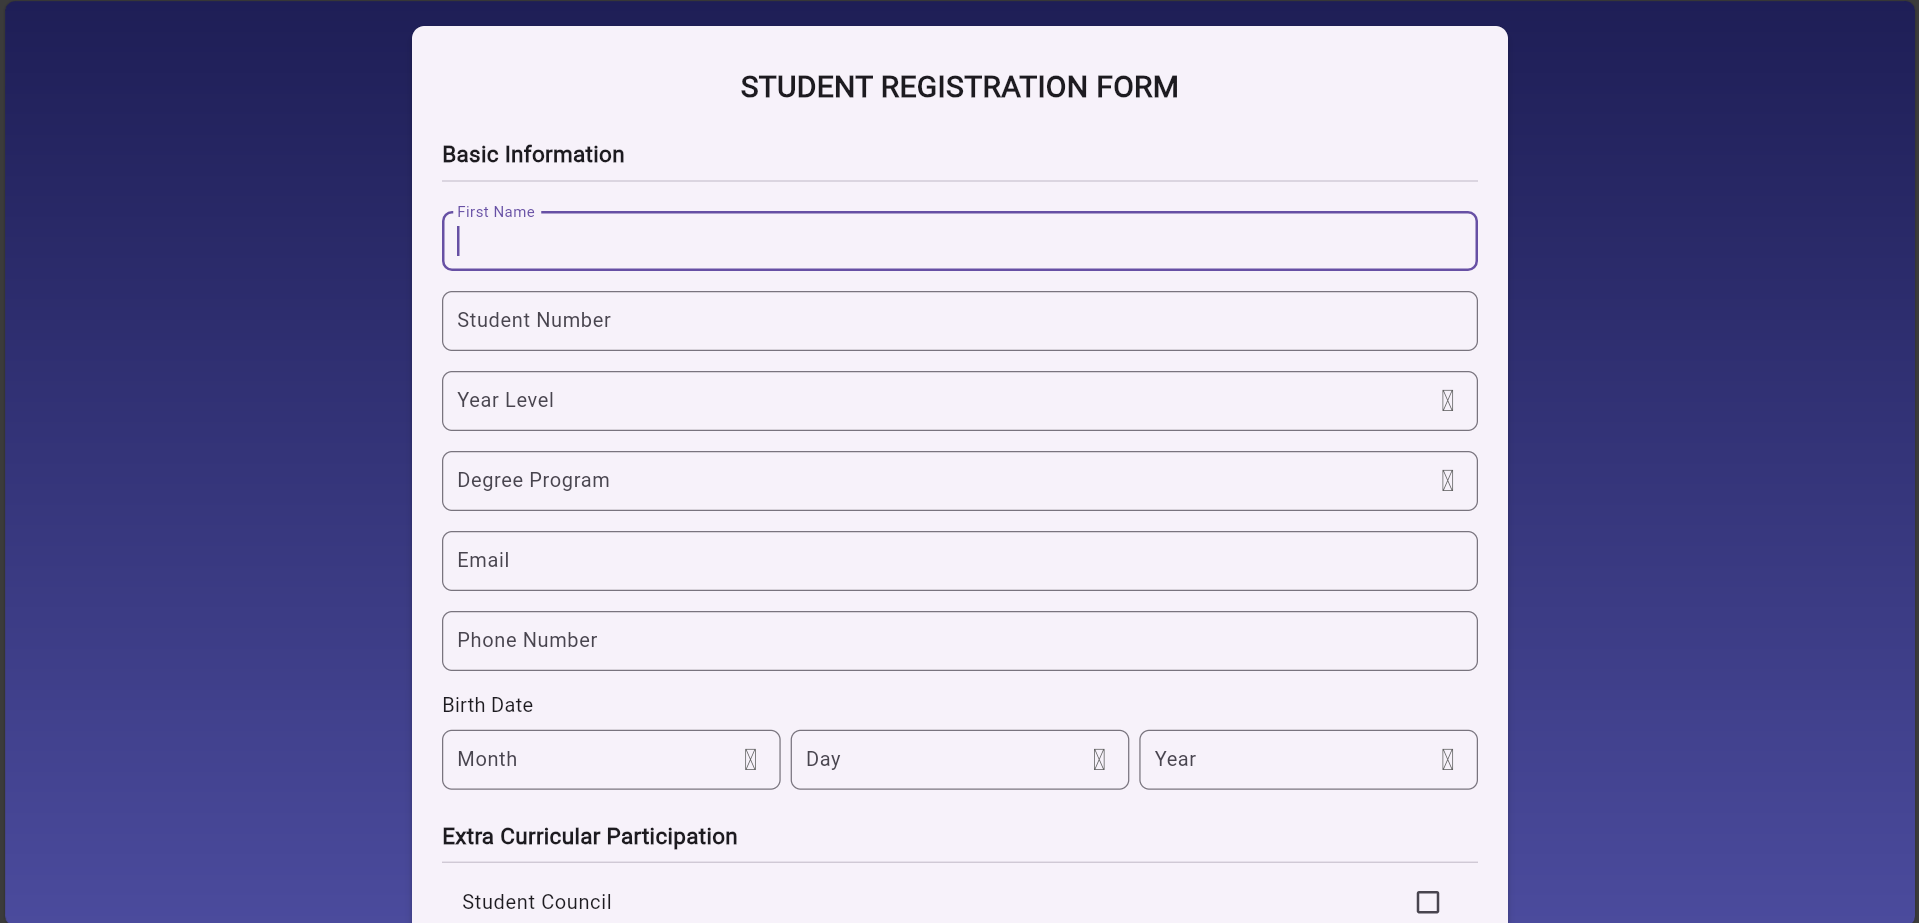 STUDENT REGISTRATION FORM
Basic Information
First Name
Student Number
Year Level
Degree Program
Email
Phone Number
Birth Date
Month Day Year
Extra Curricular Participation
Student Council